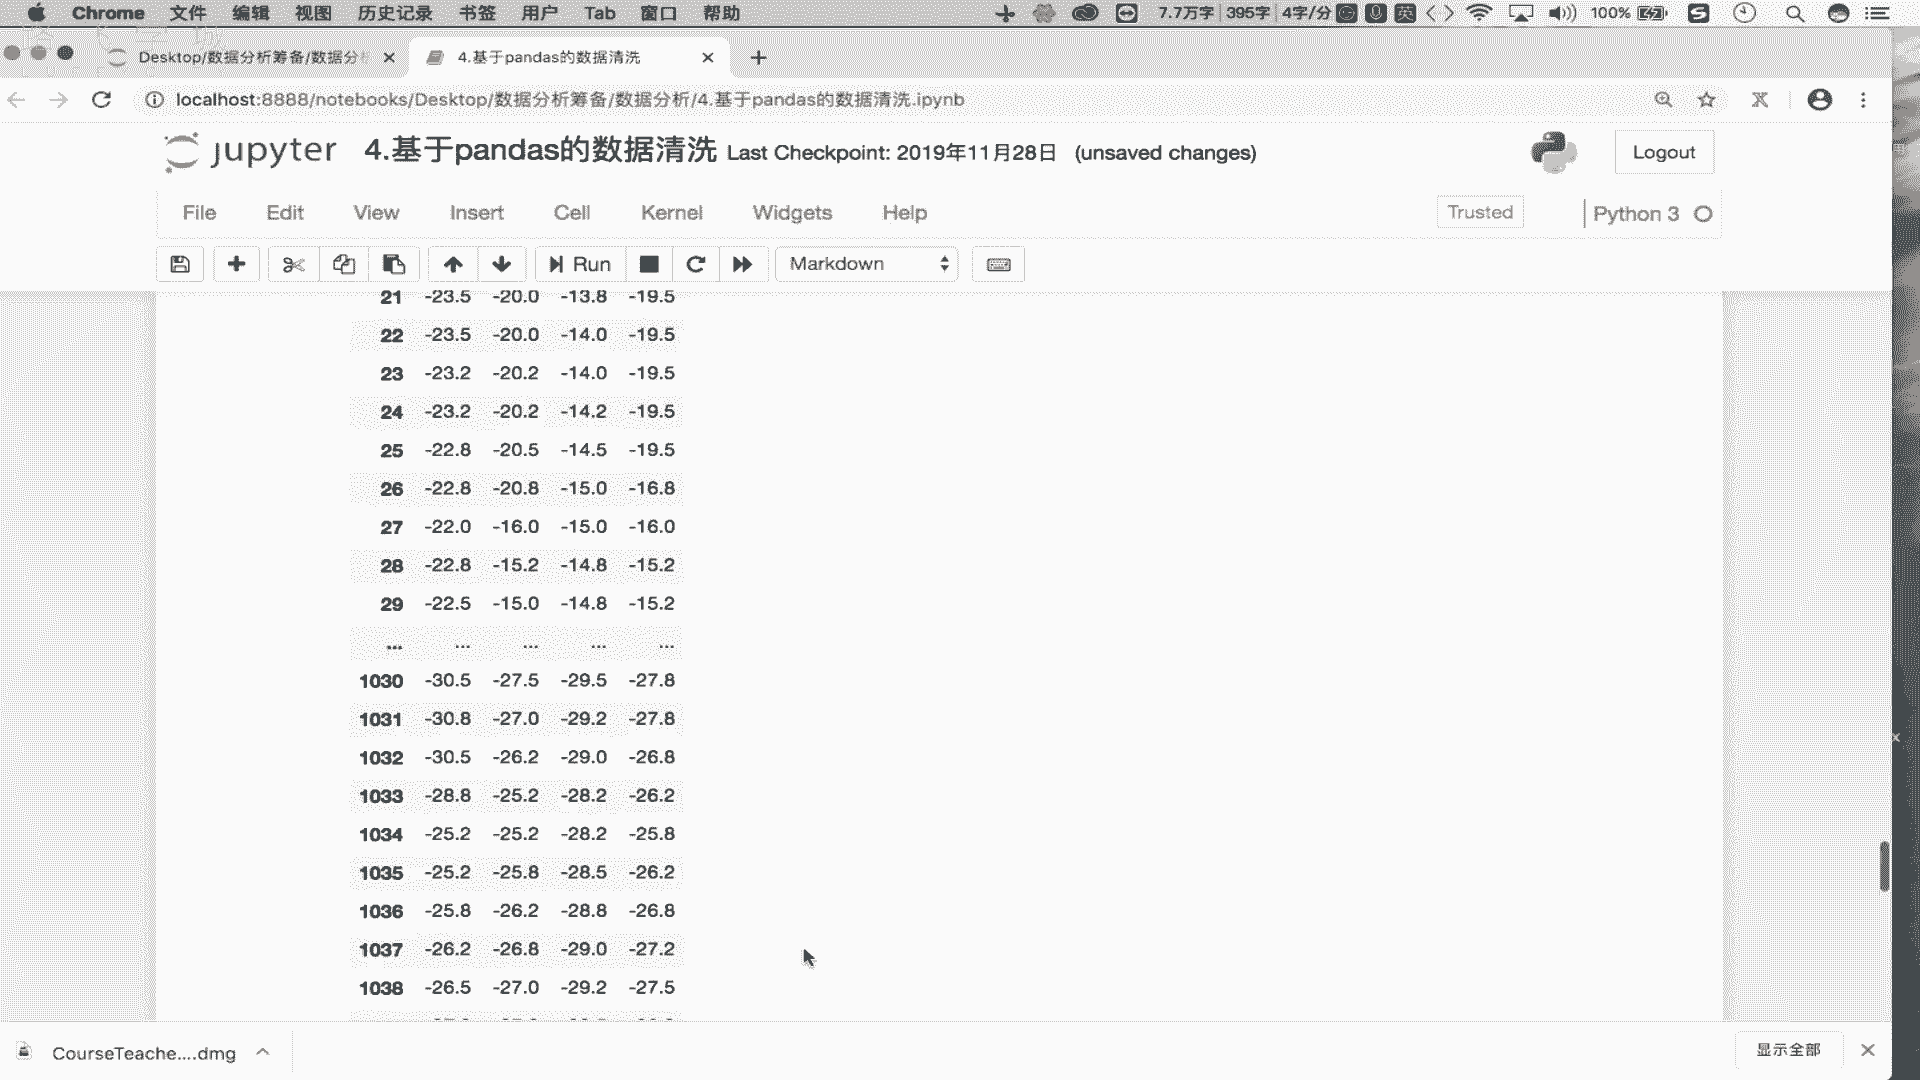 Chrome 文件 编辑 视图 历史记录 书签 用户 Tab 窗口 帮助 7.7万字 395字 4字/分 英 100%
Desktop/数据分析筹备/数据分析 4.基于pandas的数据清洗
localhost:8888/notebooks/Desktop/数据分析筹备/数据分析/4.基于pandas的数据清洗.ipynb
jupyter 4.基于pandas的数据清洗 Last Checkpoint: 2019年11月28日 (unsaved changes) Logout
File Edit View Insert Cell Kernel Widgets Help Trusted Python 3
Run Markdown
21 -23.5 -20.0 -13.8 -19.5
22 -23.5 -20.0 -14.0 -19.5
23 -23.2 -20.2 -14.0 -19.5
24 -23.2 -20.2 -14.2 -19.5
25 -22.8 -20.5 -14.5 -19.5
26 -22.8 -20.8 -15.0 -16.8
27 -22.0 -16.0 -15.0 -16.0
28 -22.8 -15.2 -14.8 -15.2
29 -22.5 -15.0 -14.8 -15.2
... ... ... ... ...
1030 -30.5 -27.5 -29.5 -27.8
1031 -30.8 -27.0 -29.2 -27.8
1032 -30.5 -26.2 -29.0 -26.8
1033 -28.8 -25.2 -28.2 -26.2
1034 -25.2 -25.2 -28.2 -25.8
1035 -25.2 -25.8 -28.5 -26.2
1036 -25.8 -26.2 -28.8 -26.8
1037 -26.2 -26.8 -29.0 -27.2
1038 -26.5 -27.0 -29.2 -27.5
CourseTeache....dmg 显示全部